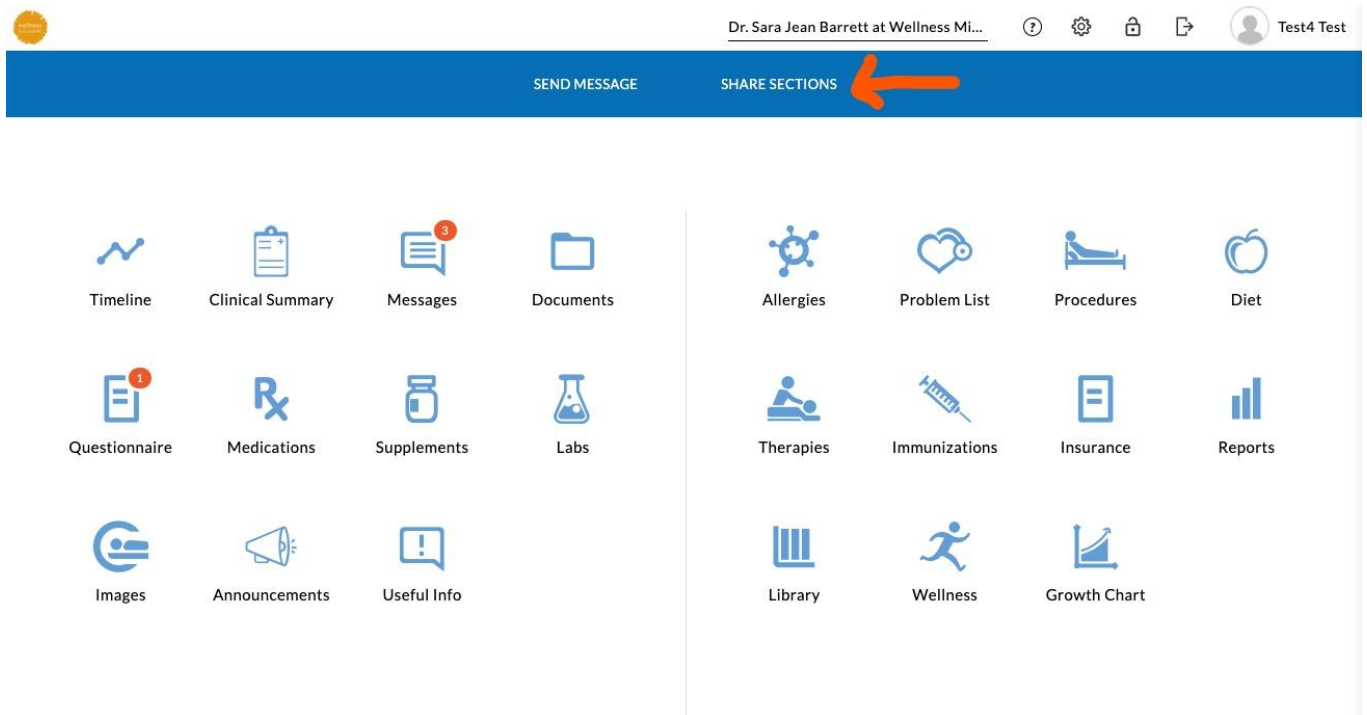 Dr. Sara Jean Barrett at Wellness Mi...
Test4 Test
SEND MESSAGE
SHARE SECTIONS
3
Timeline
Clinical Summary
Messages
Documents
Allergies
Problem List
Procedures
Diet
1
Rx
Questionnaire
Medications
Supplements
Labs
Therapies
Immunizations
Insurance
Reports
Images
Announcements
Useful Info
Library
Wellness
Growth Chart